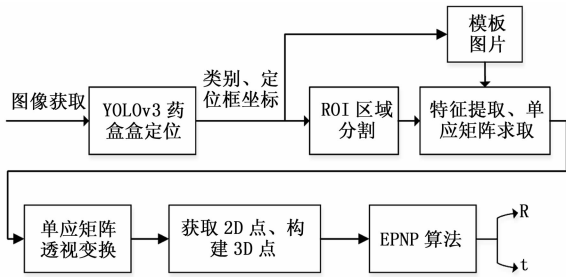 模板
图片
类别、定
位框坐标
图像获取
YOLOv3 药
盒盒定位
ROI 区域
分割
特征提取、单
应矩阵求取
单应矩阵
透视变换
获取 2D 点、构
建 3D 点
EPNP 算法
R
t